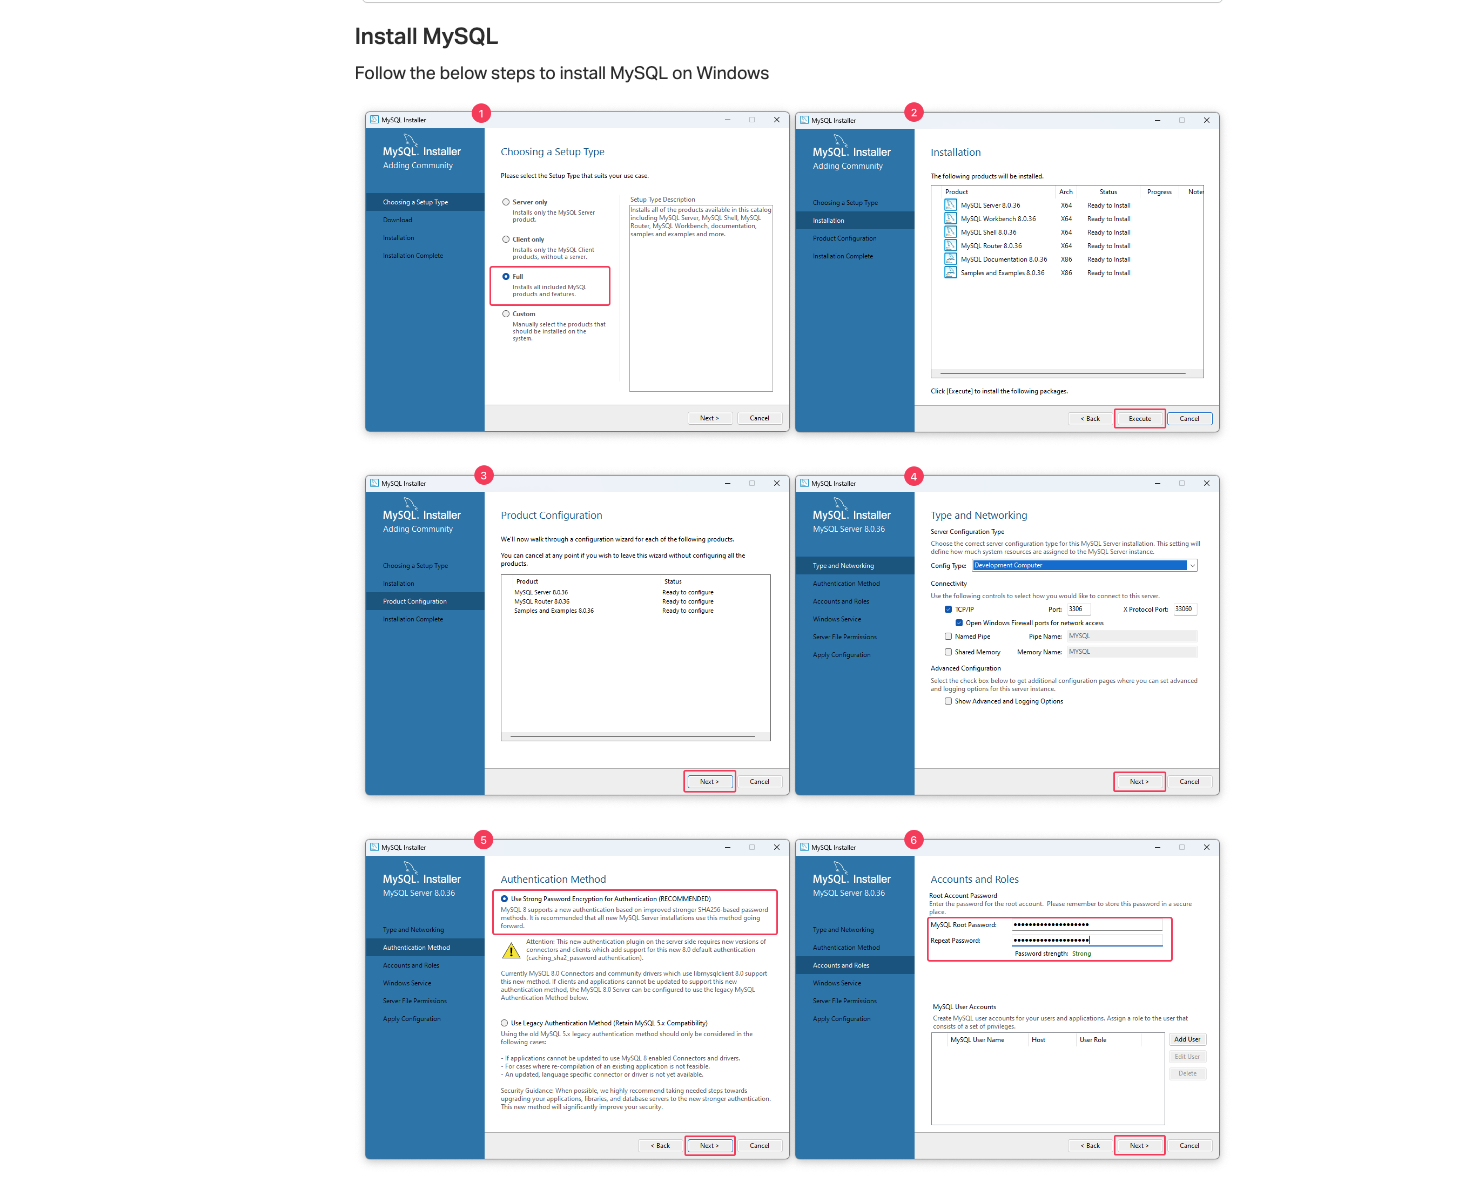 Install MySQL
Follow the below steps to install MySQL on Windows
1
MySQL Installer
MySQL. Installer
Adding Community
Choosing a Setup Type
Download
Installation
Installation Complete
Choosing a Setup Type
Please select the Setup Type that suits your use case.
Server only
Installs only the MySQL Server
product.
Client only
Installs only the MySQL Client
products, without a server.
Full
Installs all included MySQL
products and features.
Custom
Manually select the products that
should be installed on the
system.
Setup Type Description
Installs all of the products available in this catalog
including MySQL Server, MySQL Shell, MySQL
Router, MySQL Workbench, documentation,
samples and examples and more.
Next >
Cancel
2
MySQL Installer
MySQL. Installer
Adding Community
Choosing a Setup Type
Installation
Product Configuration
Installation Complete
Installation
The following products will be installed.
Product Arch Status Progress Notes
MySQL Server 8.0.36 X64 Ready to Install
MySQL Workbench 8.0.36 X64 Ready to Install
MySQL Shell 8.0.36 X64 Ready to Install
MySQL Router 8.0.36 X64 Ready to Install
MySQL Documentation 8.0.36 X86 Ready to Install
Samples and Examples 8.0.36 X86 Ready to Install
Click [Execute] to install the following packages.
< Back
Execute
Cancel
3
MySQL Installer
MySQL. Installer
Adding Community
Choosing a Setup Type
Installation
Product Configuration
Installation Complete
Product Configuration
We'll now walk through a configuration wizard for each of the following products.
You can cancel at any point if you wish to leave this wizard without configuring all the
products.
Product Status
MySQL Server 8.0.36 Ready to configure
MySQL Router 8.0.36 Ready to configure
Samples and Examples 8.0.36 Ready to configure
Next >
Cancel
4
MySQL Installer
MySQL. Installer
MySQL Server 8.0.36
Type and Networking
Authentication Method
Accounts and Roles
Windows Service
Server File Permissions
Apply Configuration
Type and Networking
Server Configuration Type
Choose the correct server configuration type for this MySQL Server installation. This setting will
define how much system resources are assigned to the MySQL Server instance.
Config Type: Development Computer
Connectivity
Use the following controls to select how you would like to connect to this server.
TCP/IP Port: 3306 X Protocol Port: 33060
Open Windows Firewall ports for network access
Named Pipe Pipe Name: MYSQL
Shared Memory Memory Name: MYSQL
Advanced Configuration
Select the check box below to get additional configuration pages where you can set advanced
and logging options for this server instance.
Show Advanced and Logging Options
Next >
Cancel
5
MySQL Installer
MySQL. Installer
MySQL Server 8.0.36
Type and Networking
Authentication Method
Accounts and Roles
Windows Service
Server File Permissions
Apply Configuration
Authentication Method
Use Strong Password Encryption for Authentication (RECOMMENDED)
MySQL 8 supports a new authentication based on improved stronger SHA256-based password
methods. It is recommended that all new MySQL Server installations use this method going
forward.
Attention: This new authentication plugin on the server side requires new versions of
connectors and clients which add support for this new 8.0 default authentication
(caching_sha2_password authentication).
Currently MySQL 8.0 Connectors and community drivers which use libmysqlclient 8.0 support
this new method. If clients and applications cannot be updated to support this new
authentication method, the MySQL 8.0 Server can be configured to use the legacy MySQL
Authentication Method below.
Use Legacy Authentication Method (Retain MySQL 5.x Compatibility)
Using the old MySQL 5.x legacy authentication method should only be considered in the
following cases:
- If applications cannot be updated to use MySQL 8 enabled Connectors and drivers.
- For cases where re-compilation of an existing application is not feasible.
- An updated, language specific connector or driver is not yet available.
Security Guidance: When possible, we highly recommend taking needed steps towards
upgrading your applications, libraries, and database servers to the new stronger authentication.
This new method will significantly improve your security.
< Back
Next >
Cancel
6
MySQL Installer
MySQL. Installer
MySQL Server 8.0.36
Type and Networking
Authentication Method
Accounts and Roles
Windows Service
Server File Permissions
Apply Configuration
Accounts and Roles
Root Account Password
Enter the password for the root account. Please remember to store this password in a secure
place.
MySQL Root Password:
Repeat Password:
Password strength: Strong
MySQL User Accounts
Create MySQL user accounts for your users and applications. Assign a role to the user that
consists of a set of privileges.
MySQL User Name Host User Role
Add User
Edit User
Delete
< Back
Next >
Cancel